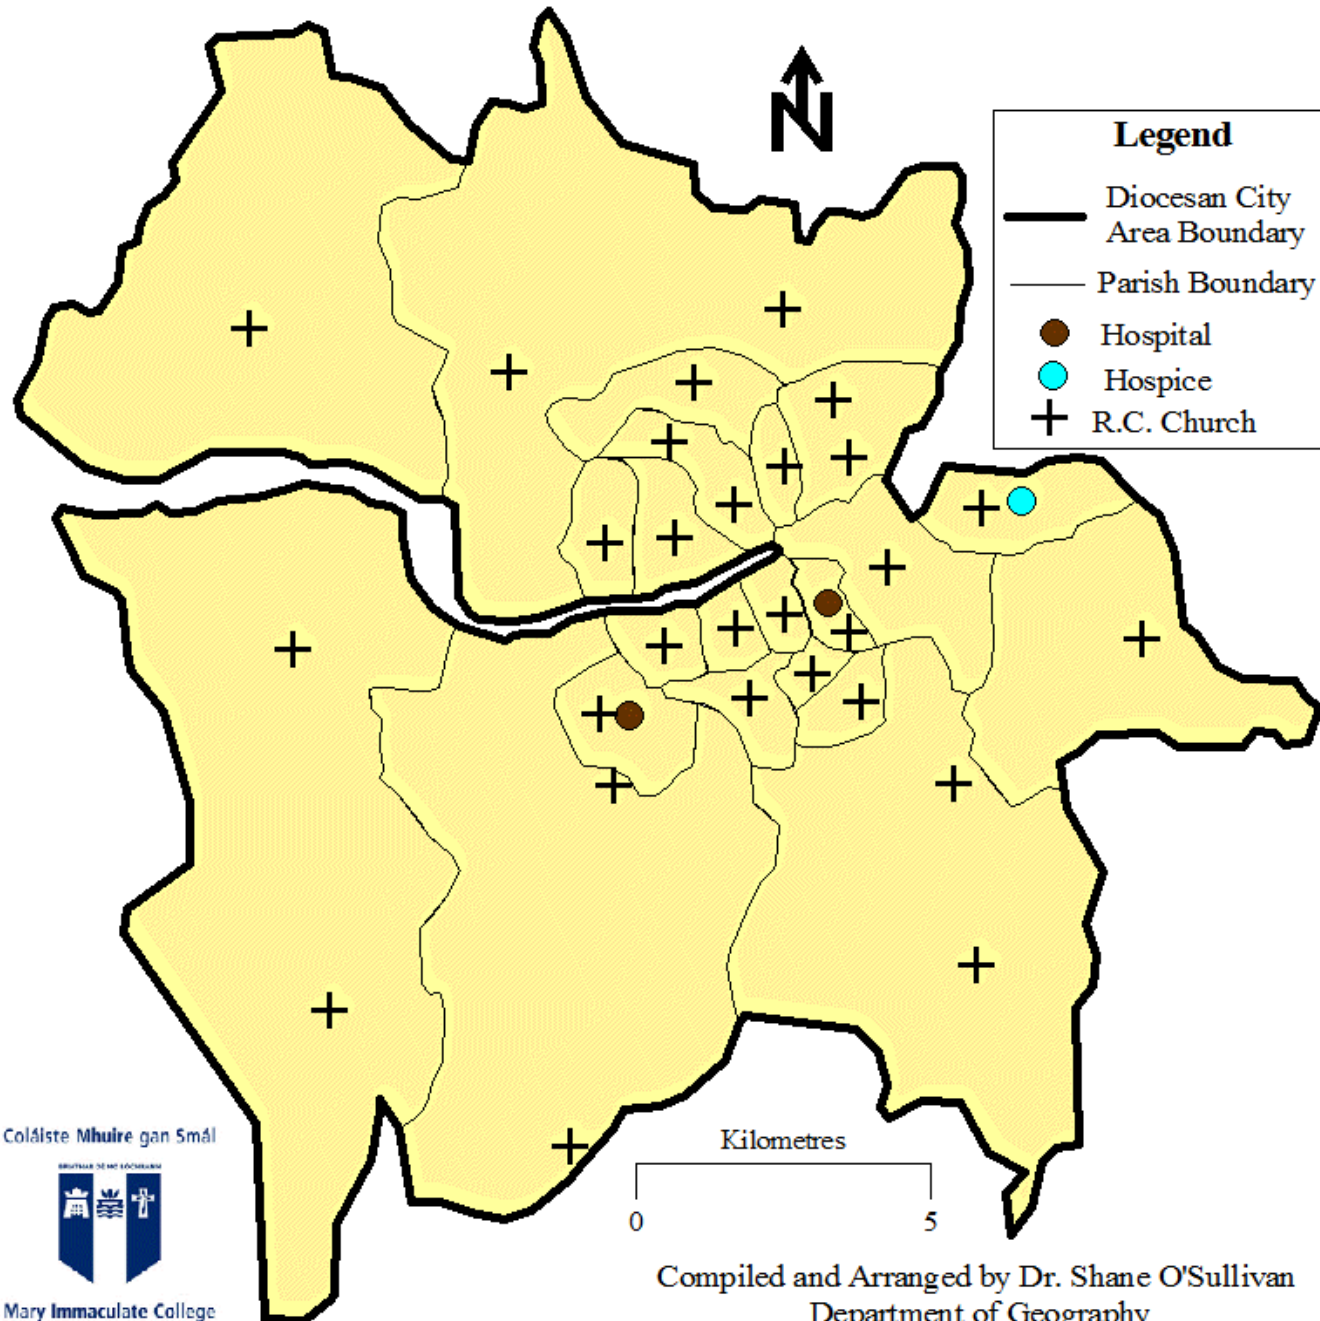 N
Legend
Diocesan City
Area Boundary
Parish Boundary
Hospital
Hospice
R.C. Church
Coláiste Mhuire gan Smál
Mary Immaculate College
Kilometres
0 5
Compiled and Arranged by Dr. Shane O'Sullivan
Department of Geography